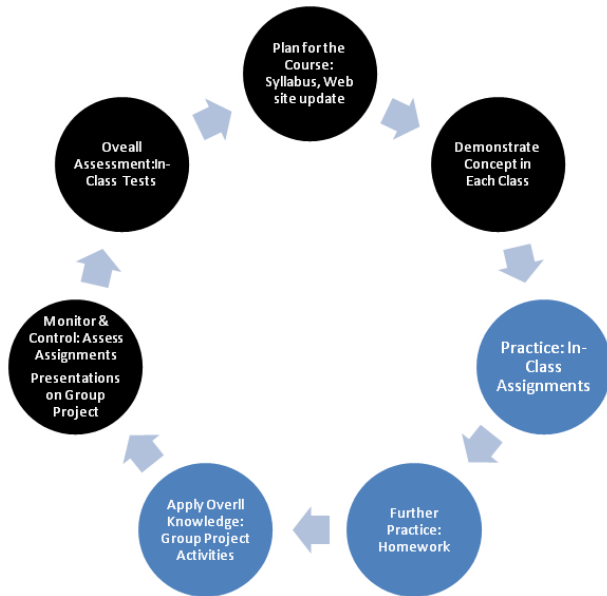 Plan for the
Course:
Syllabus, Web
site update
Demonstrate
Concept in
Each Class
Practice: In-
Class
Assignments
Further
Practice:
Homework
Apply Overll
Knowledge:
Group Project
Activities
Monitor &
Control: Assess
Assignments
Presentations
on Group
Project
Oveall
Assessment:In-
Class Tests